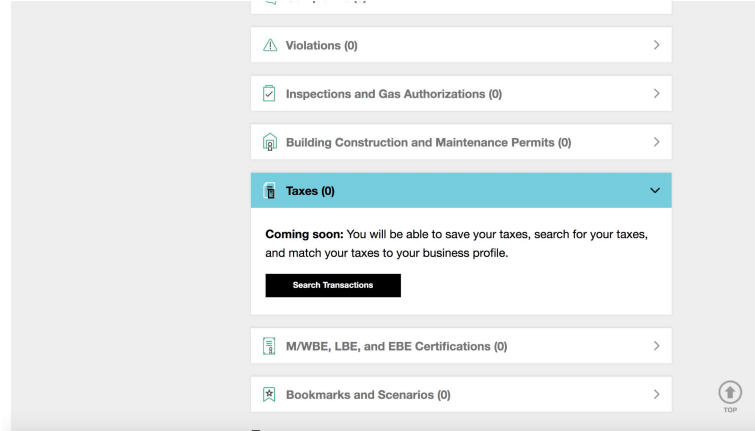 Violations (0)
Inspections and Gas Authorizations (0)
Building Construction and Maintenance Permits (0)
Taxes (0)
Coming soon: You will be able to save your taxes, search for your taxes,
and match your taxes to your business profile.
Search Transactions
M/WBE, LBE, and EBE Certifications (0)
Bookmarks and Scenarios (0)
TOP